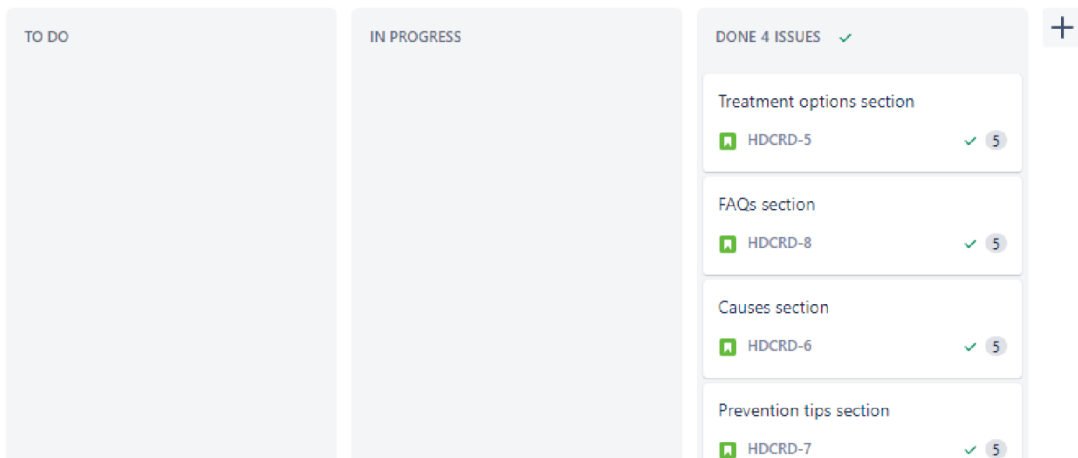 TO DO
IN PROGRESS
DONE 4 ISSUES
Treatment options section
HDCRD-5
5
FAQs section
HDCRD-8
5
Causes section
HDCRD-6
5
Prevention tips section
HDCRD-7
5